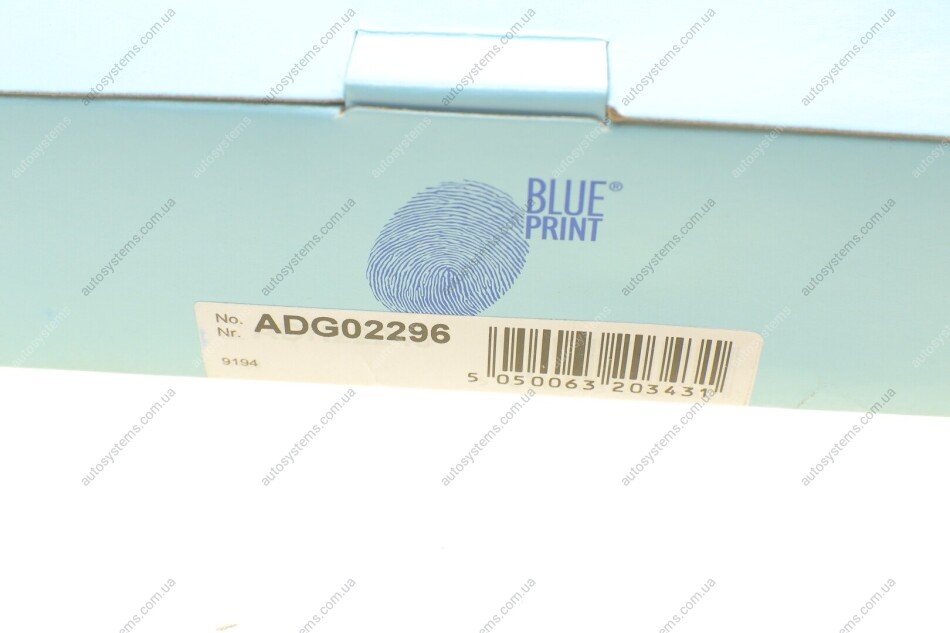 BLUE®
PRINT
No. ADG02296
Nr.
9194
5 050063 203431
autosystems.com.ua